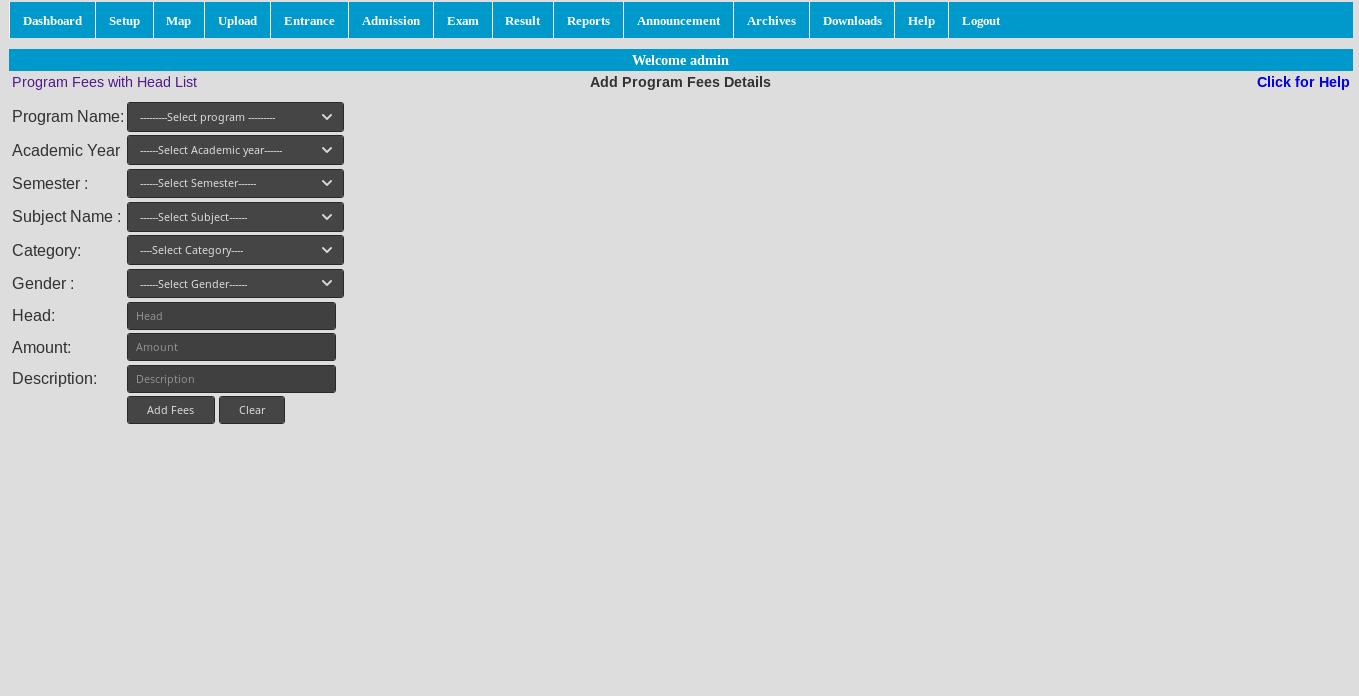 Dashboard Setup Map Upload Entrance Admission Exam Result Reports Announcement Archives Downloads Help Logout
Welcome admin
Program Fees with Head List Add Program Fees Details Click for Help
Program Name: ---------Select program ---------
Academic Year ------Select Academic year------
Semester : ------Select Semester------
Subject Name : ------Select Subject------
Category: ----Select Category----
Gender : ------Select Gender------
Head: Head
Amount: Amount
Description: Description
Add Fees Clear